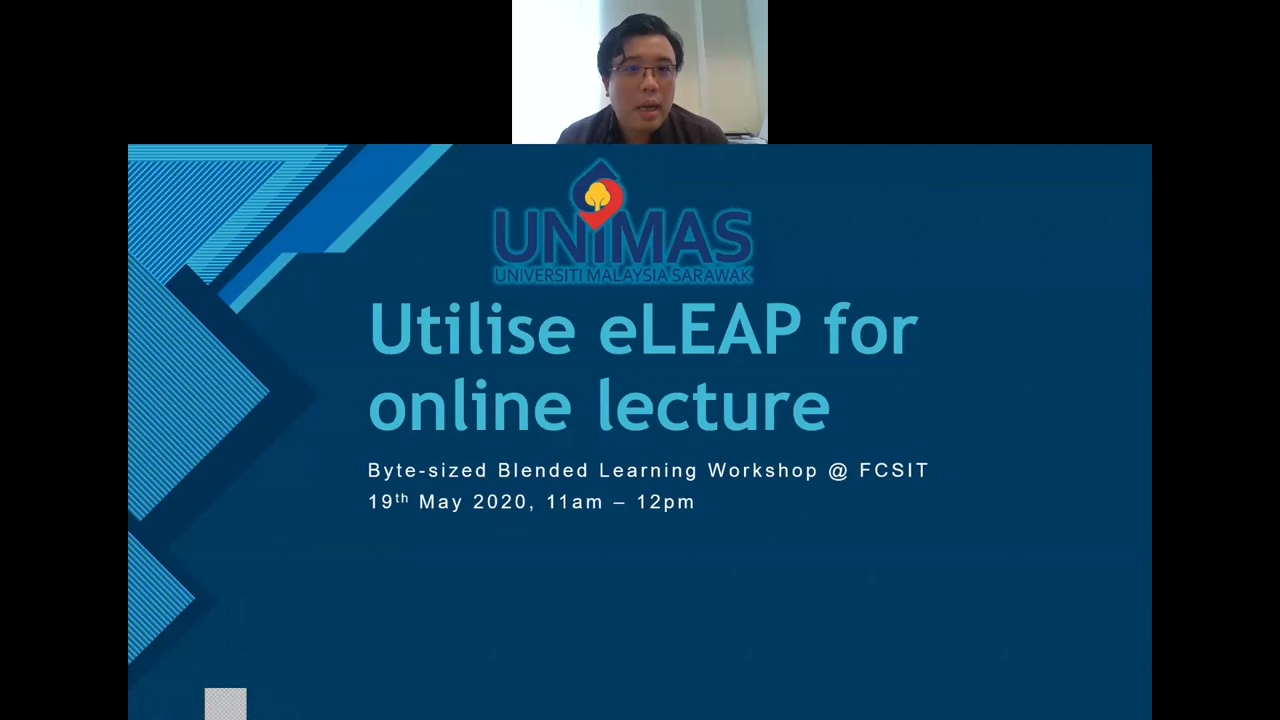 UNIMAS
UNIVERSITI MALAYSIA SARAWAK
Utilise eLEAP for
online lecture
Byte-sized Blended Learning Workshop @ FCSIT
19th May 2020, 11am – 12pm